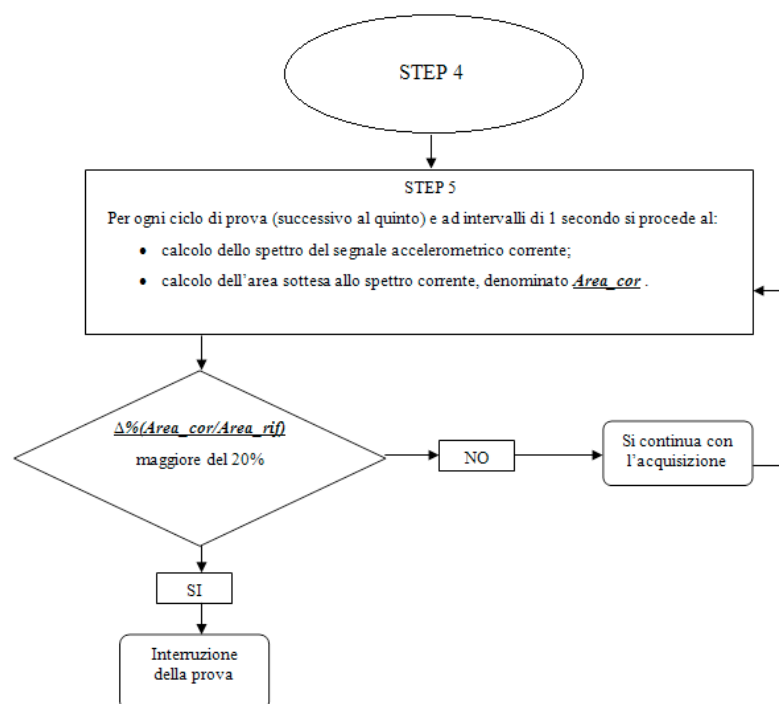 STEP 4
STEP 5
Per ogni ciclo di prova (successivo al quinto) e ad intervalli di 1 secondo si procede al:
• calcolo dello spettro del segnale accelerometrico corrente;
• calcolo dell'area sottesa allo spettro corrente, denominato Area_cor .
Δ%(Area_cor/Area_rif)
maggiore del 20%
NO
Si continua con
l'acquisizione
SI
Interruzione
della prova